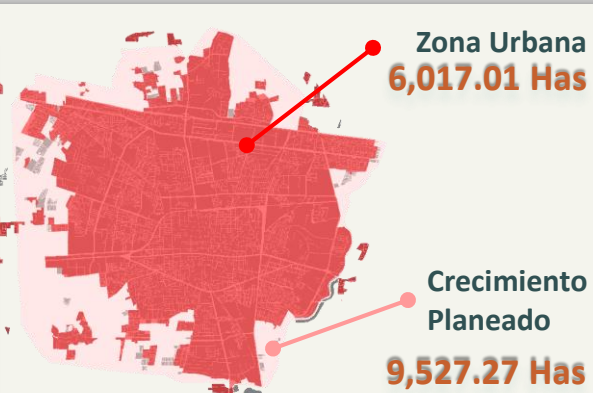 Zona Urbana
6,017.01 Has
Crecimiento
Planeado
9,527.27 Has